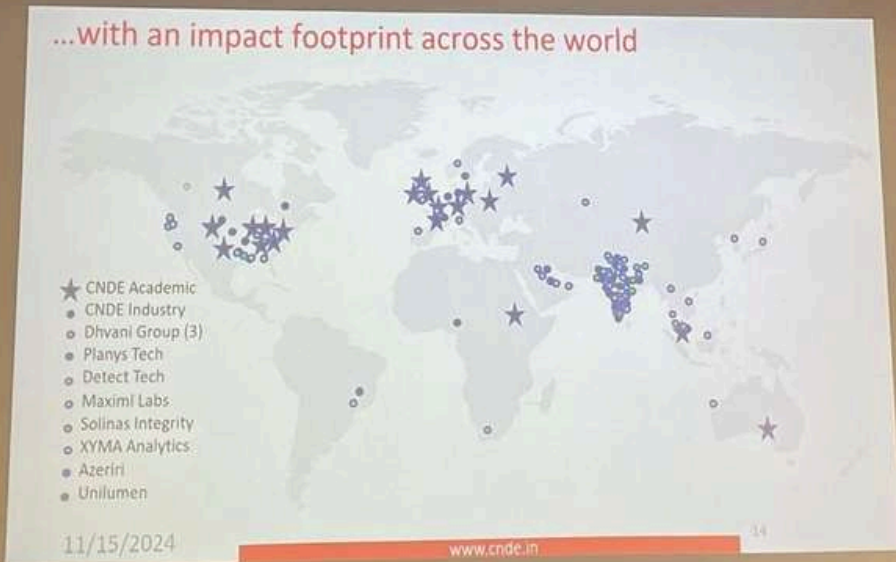 ...with an impact footprint across the world
CNDE Academic
CNDE Industry
Dhvani Group (3)
Planys Tech
Detect Tech
Maximl Labs
Solinas Integrity
XYMA Analytics
Azeriri
Unilumen
11/15/2024
www.cnde.in
14